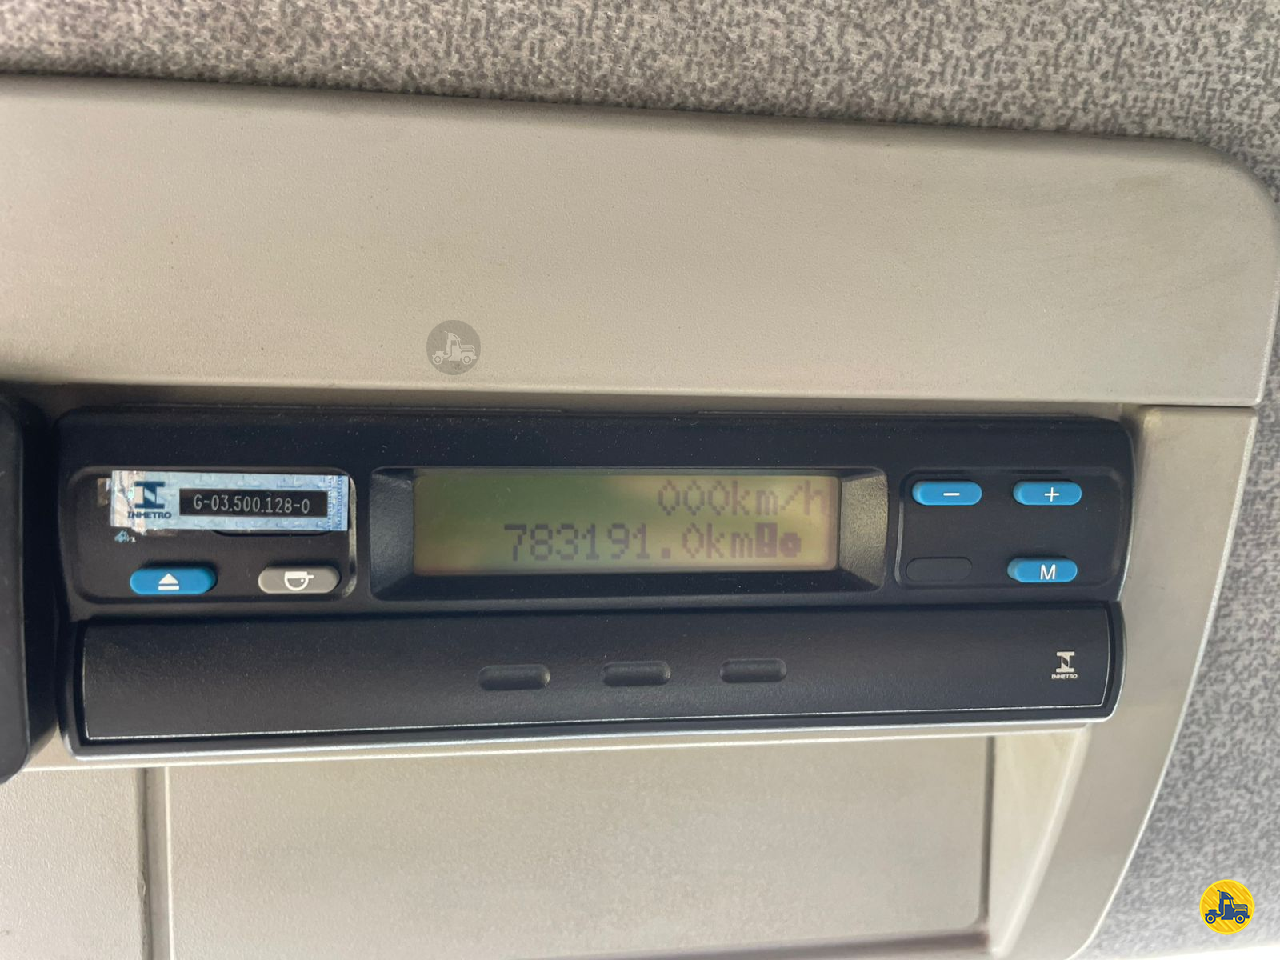 INMETRO
G-03.500.128-0
000km/h
783191.0km
M
INMETRO